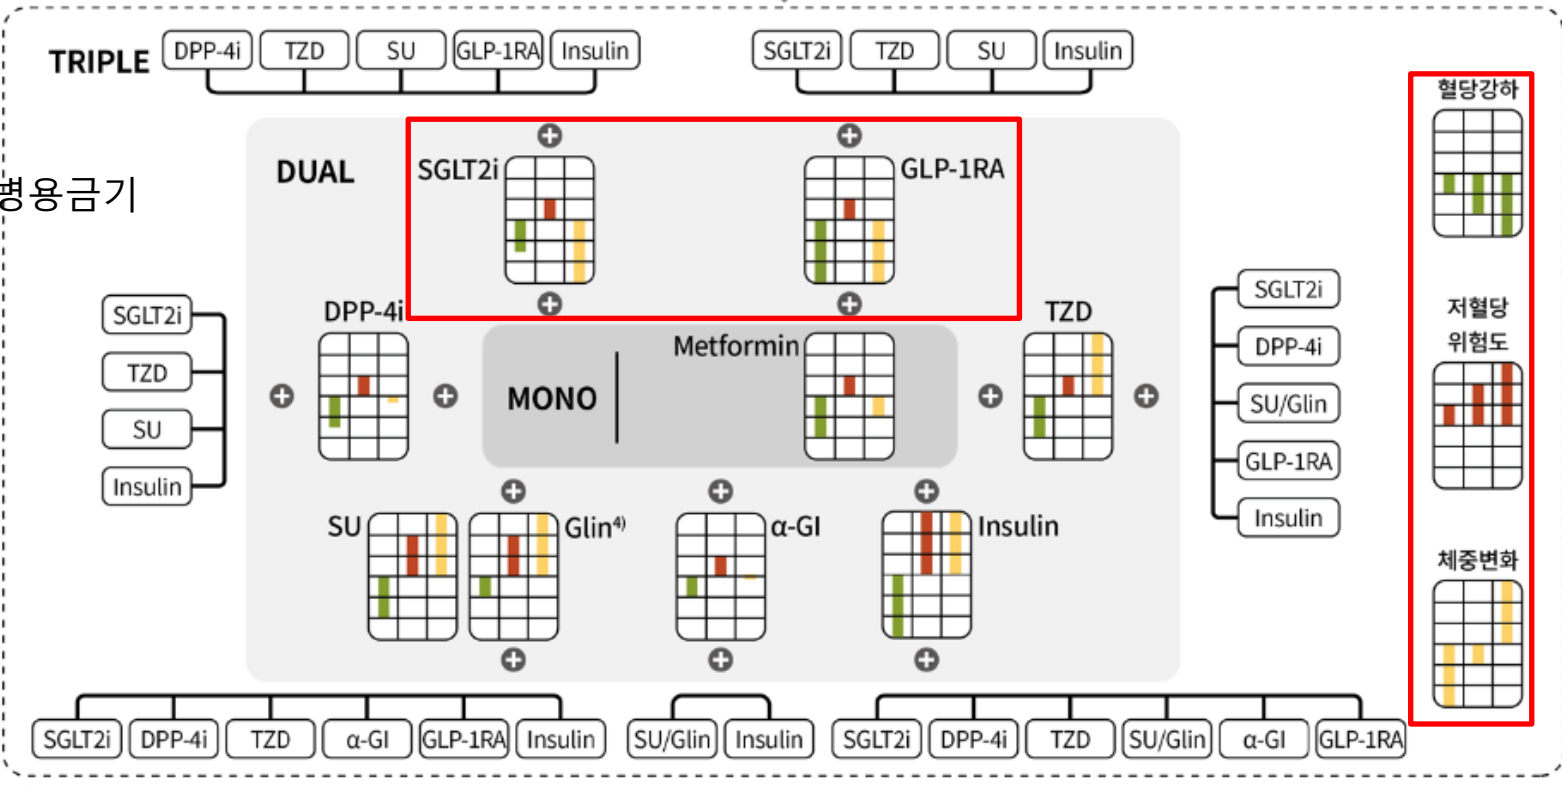 TRIPLE
DPP-4i TZD SU GLP-1RA Insulin
SGLT2i TZD SU Insulin
DUAL
SGLT2i
GLP-1RA
병용금기
DPP-4i
TZD
SGLT2i
TZD
SU
Insulin
MONO
Metformin
SGLT2i
DPP-4i
SU/Glin
GLP-1RA
Insulin
SU
Glin⁴⁾
α-GI
Insulin
SGLT2i DPP-4i TZD α-GI GLP-1RA Insulin
SU/Glin Insulin
SGLT2i DPP-4i TZD SU/Glin α-GI GLP-1RA
혈당강하
저혈당
위험도
체중변화